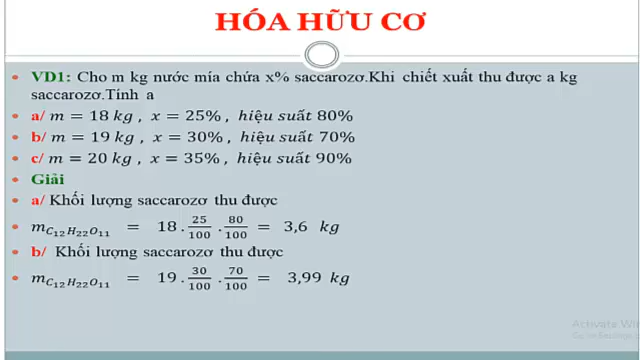 HÓA HỮU CƠ
VD1: Cho m kg nước mía chứa x% saccarozơ.Khi chiết xuất thu được a kg
saccarozơ.Tính a
a/ m = 18 kg , x = 25% , hiệu suất 80%
b/ m = 19 kg , x = 30% , hiệu suất 70%
c/ m = 20 kg , x = 35% , hiệu suất 90%
Giải
a/ Khối lượng saccarozơ thu được
m_{C₁₂H₂₂O₁₁} = 18 . 25/100 . 80/100 = 3,6 kg
b/ Khối lượng saccarozơ thu được
m_{C₁₂H₂₂O₁₁} = 19 . 30/100 . 70/100 = 3,99 kg
Activate Wi